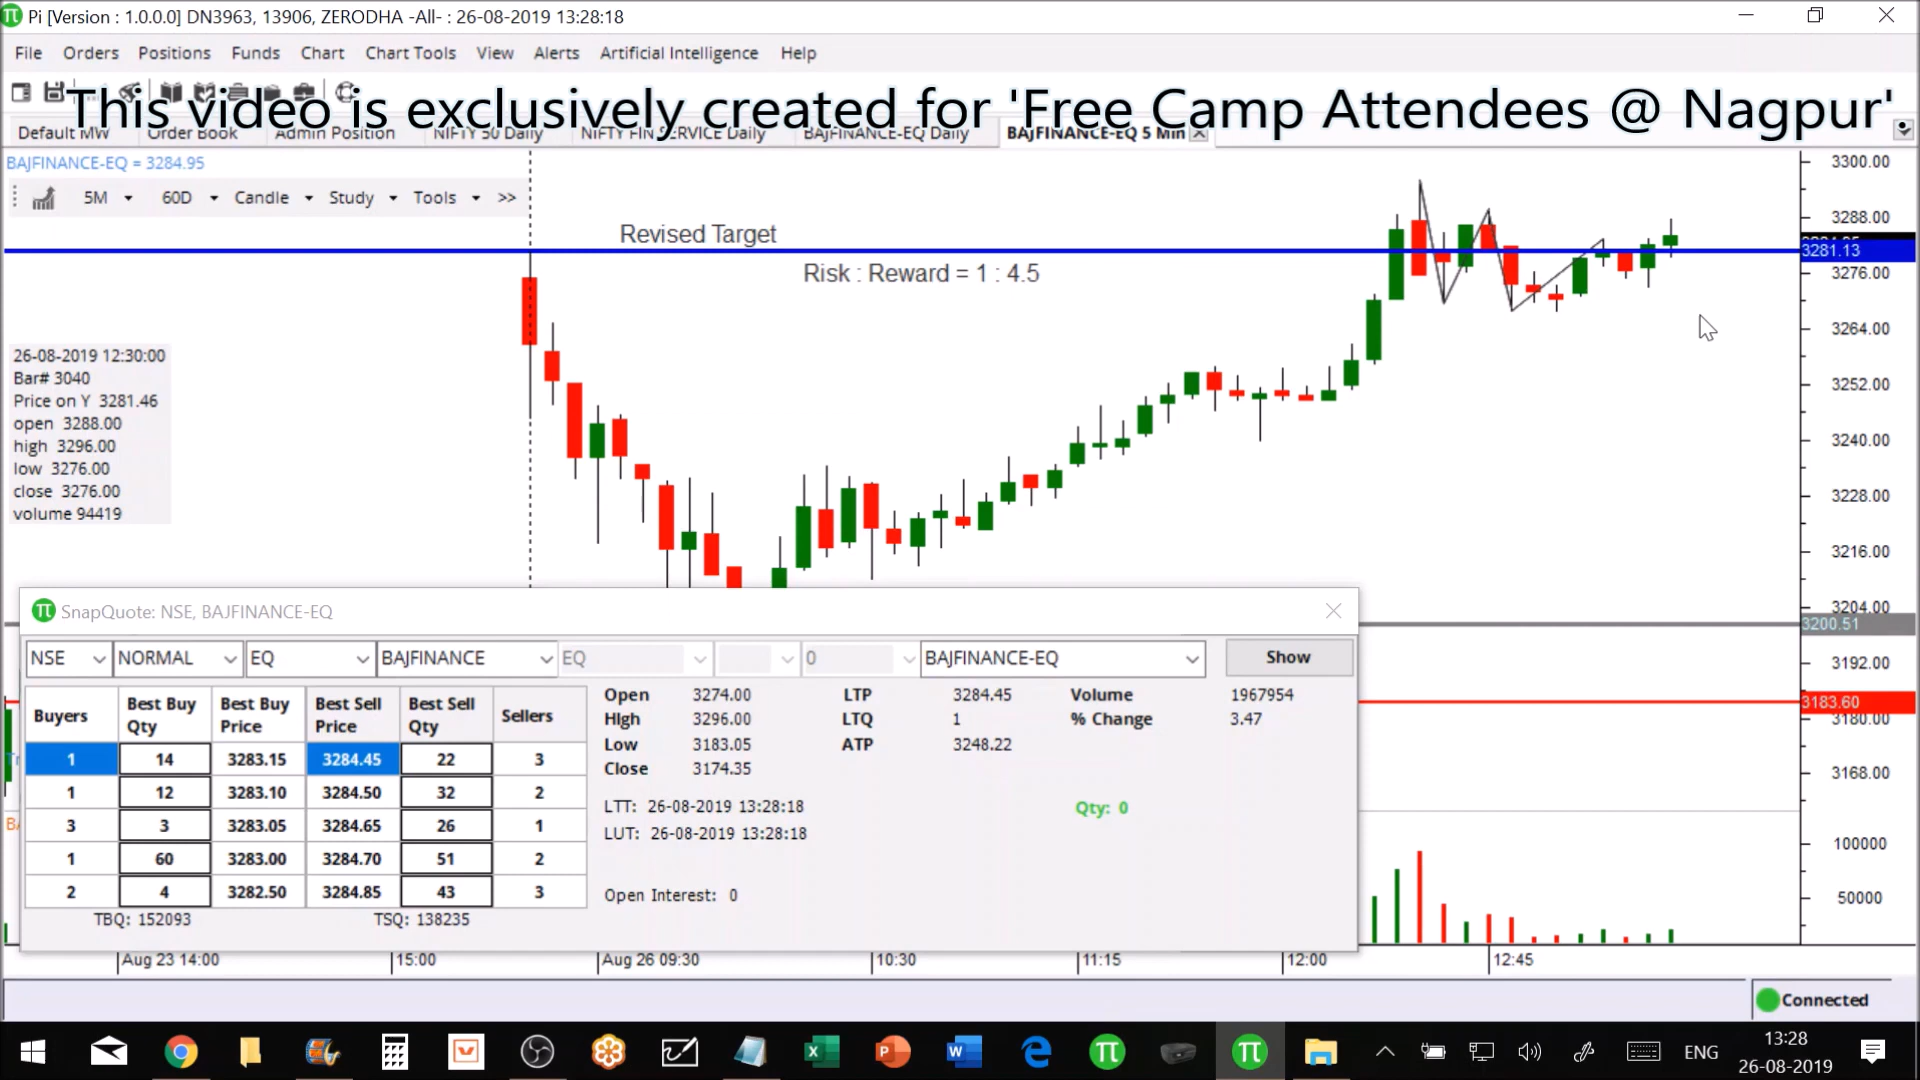 Pi [Version : 1.0.0.0] DN3963, 13906, ZERODHA -All- : 26-08-2019 13:28:18
File Orders Positions Funds Chart Chart Tools View Alerts Artificial Intelligence Help
This video is exclusively created for 'Free Camp Attendees @ Nagpur'
Default MW Order Book Admin Position NIFTY 50 Daily NIFTY FIN SERVICE Daily BAJFINANCE-EQ Daily BAJFINANCE-EQ 5 Min
BAJFINANCE-EQ = 3284.95
5M 60D Candle Study Tools >>
Revised Target
Risk : Reward = 1 : 4.5
26-08-2019 12:30:00
Bar# 3040
Price on Y 3281.46
open 3288.00
high 3296.00
low 3276.00
close 3276.00
volume 94419
3300.00
3288.00
3281.13
3276.00
3264.00
3252.00
3240.00
3228.00
3216.00
3204.00
3200.51
3192.00
3183.60
3180.00
3168.00
100000
50000
SnapQuote: NSE, BAJFINANCE-EQ
NSE NORMAL EQ BAJFINANCE EQ 0 BAJFINANCE-EQ Show
Buyers Best Buy Qty Best Buy Price Best Sell Price Best Sell Qty Sellers
1 14 3283.15 3284.45 22 3
1 12 3283.10 3284.50 32 2
3 3 3283.05 3284.65 26 1
1 60 3283.00 3284.70 51 2
2 4 3282.50 3284.85 43 3
TBQ: 152093 TSQ: 138235
Open 3274.00 LTP 3284.45 Volume 1967954
High 3296.00 LTQ 1 % Change 3.47
Low 3183.05 ATP 3248.22
Close 3174.35
LTT: 26-08-2019 13:28:18
LUT: 26-08-2019 13:28:18
Qty: 0
Open Interest: 0
Aug 23 14:00 15:00 Aug 26 09:30 10:30 11:15 12:00 12:45
Connected
ENG 13:28
26-08-2019